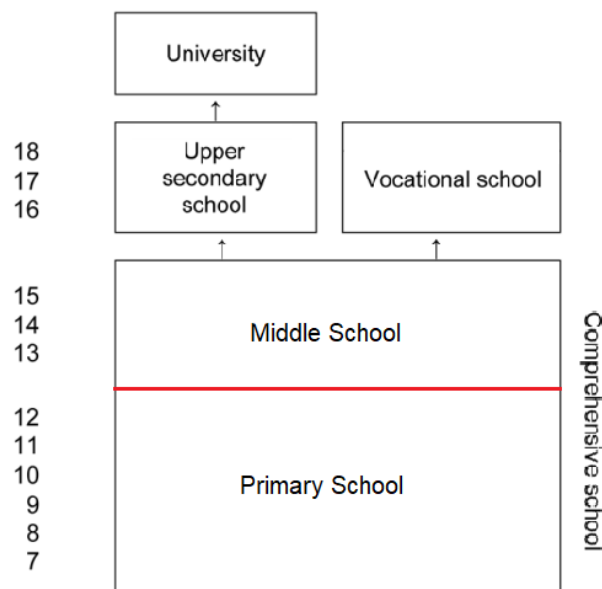 University
18
17
16
Upper
secondary
school
Vocational school
15
14
13
Middle School
12
11
10
9
8
7
Primary School
Comprehensive school